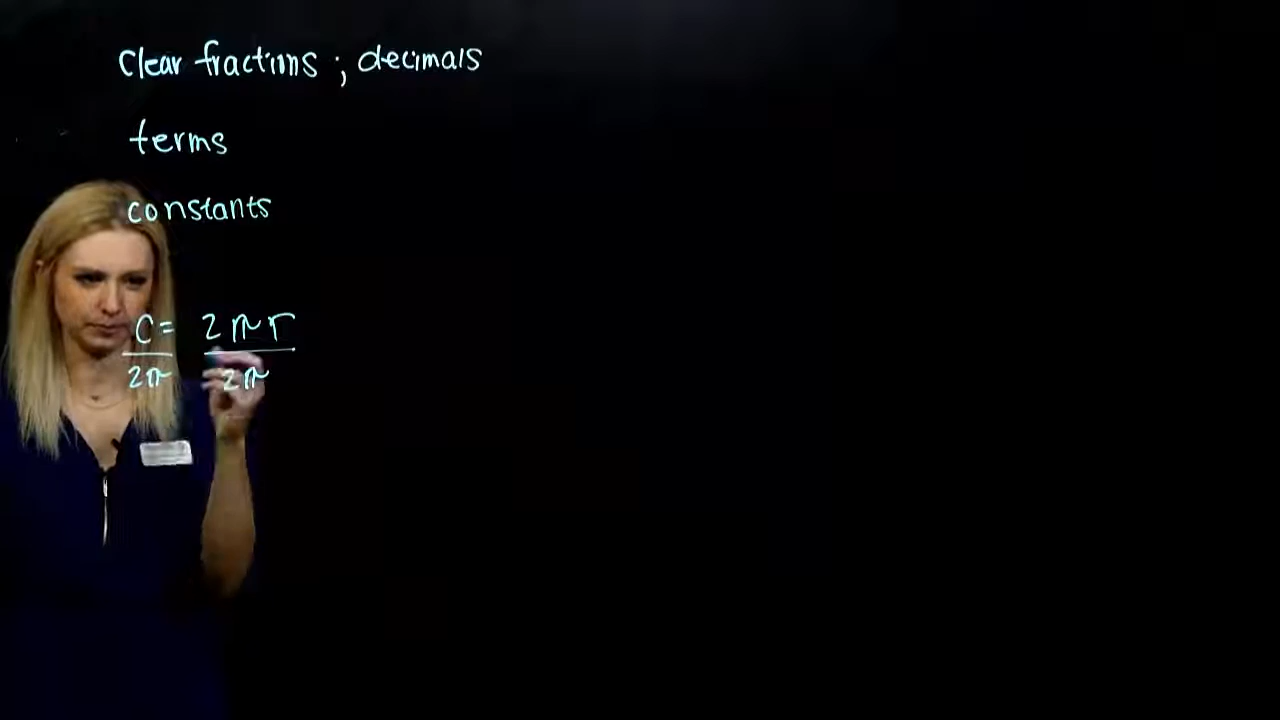 Clear fractions ; decimals
terms
constants
C = 2πr
2π 2π